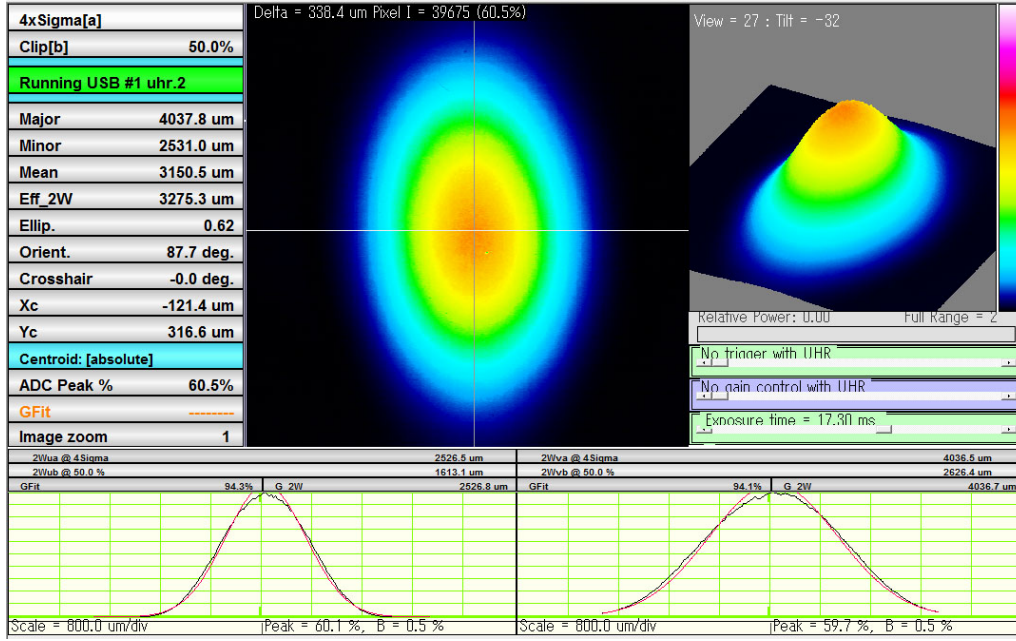 4xSigma[a]
Clip[b] 50.0%
Running USB #1 uhr.2
Major 4037.8 um
Minor 2531.0 um
Mean 3150.5 um
Eff_2W 3275.3 um
Ellip. 0.62
Orient. 87.7 deg.
Crosshair -0.0 deg.
Xc -121.4 um
Yc 316.6 um
Centroid: [absolute]
ADC Peak % 60.5%
GFit --------
Image zoom 1
Delta = 338.4 um Pixel I = 39675 (60.5%)
View = 27 : Tilt = -32
Relative Power: 0.00 Full Range = 2
No trigger with UHR
No gain control with UHR
Exposure time = 17.30 ms
2Wua @ 4Sigma 2526.5 um
2Wub @ 50.0 % 1613.1 um
GFit 94.3% G_2W 2526.8 um
Scale = 800.0 um/div Peak = 60.1 %, B = 0.5 %
2Wva @ 4Sigma 4036.5 um
2Wvb @ 50.0 % 2626.4 um
GFit 94.1% G_2W 4036.7 um
Scale = 800.0 um/div Peak = 59.7 %, B = 0.5 %